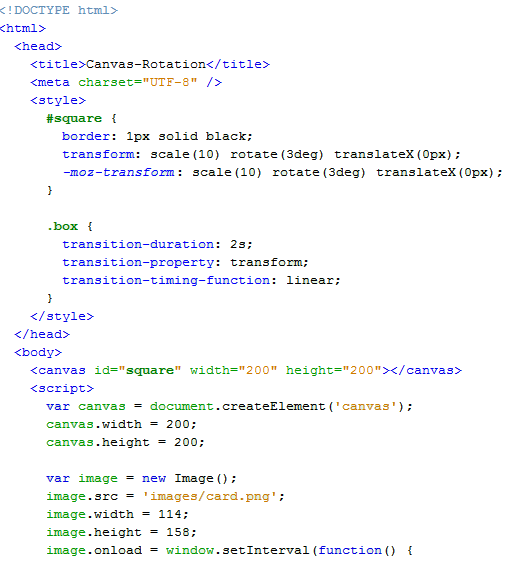 <!DOCTYPE html>
<html>
  <head>
    <title>Canvas-Rotation</title>
    <meta charset="UTF-8" />
    <style>
      #square {
        border: 1px solid black;
        transform: scale(10) rotate(3deg) translateX(0px);
        -moz-transform: scale(10) rotate(3deg) translateX(0px);
      }

      .box {
        transition-duration: 2s;
        transition-property: transform;
        transition-timing-function: linear;
      }
    </style>
  </head>
  <body>
    <canvas id="square" width="200" height="200"></canvas>
    <script>
      var canvas = document.createElement('canvas');
      canvas.width = 200;
      canvas.height = 200;

      var image = new Image();
      image.src = 'images/card.png';
      image.width = 114;
      image.height = 158;
      image.onload = window.setInterval(function() {